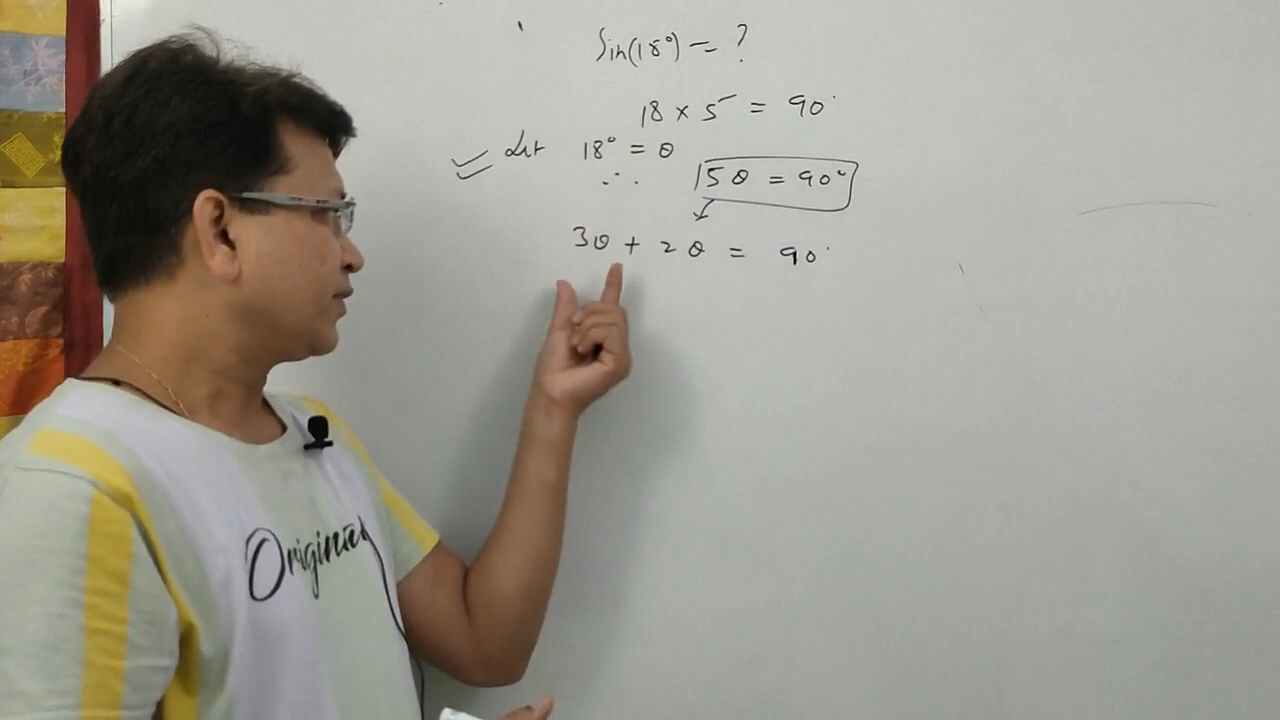 Sin(18°) = ?
18 × 5 = 90°
Let 18° = θ
∴ 5θ = 90°
3θ + 2θ = 90°
Original